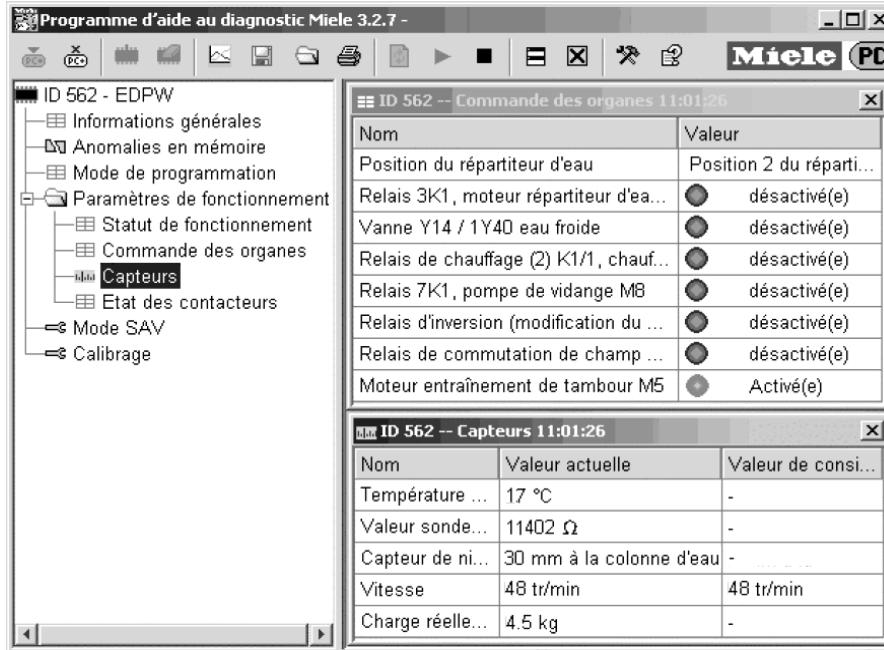 Programme d'aide au diagnostic Miele 3.2.7 -
PC+ PC+ Miele PC
ID 562 - EDPW
Informations générales
Anomalies en mémoire
Mode de programmation
Paramètres de fonctionnement
Statut de fonctionnement
Commande des organes
Capteurs
Etat des contacteurs
Mode SAV
Calibrage
ID 562 -- Commande des organes 11:01:26
Nom Valeur
Position du répartiteur d'eau Position 2 du réparti...
Relais 3K1, moteur répartiteur d'ea... désactivé(e)
Vanne Y14 / 1Y40 eau froide désactivé(e)
Relais de chauffage (2) K1/1, chauf... désactivé(e)
Relais 7K1, pompe de vidange M8 désactivé(e)
Relais d'inversion (modification du ... désactivé(e)
Relais de commutation de champ ... désactivé(e)
Moteur entraînement de tambour M5 Activé(e)
ID 562 -- Capteurs 11:01:26
Nom Valeur actuelle Valeur de consi...
Température ... 17 °C -
Valeur sonde... 11402 Ω -
Capteur de ni... 30 mm à la colonne d'eau -
Vitesse 48 tr/min 48 tr/min
Charge réelle... 4.5 kg -